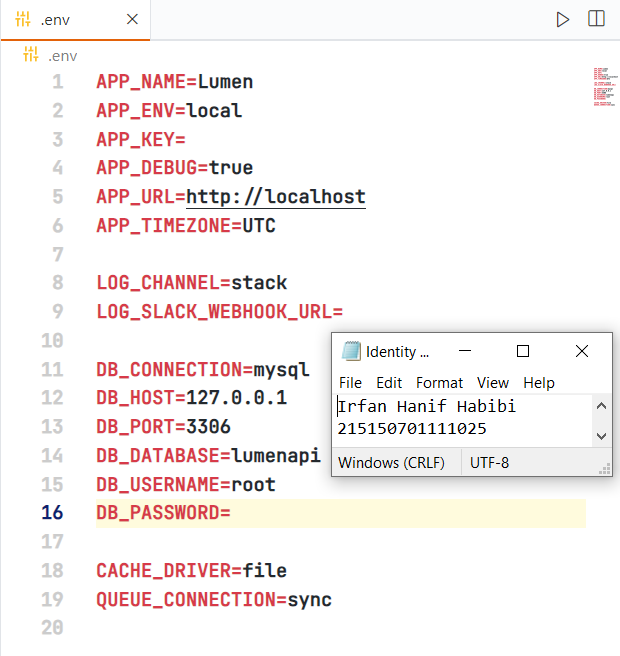 .env
.env
1 APP_NAME=Lumen
2 APP_ENV=local
3 APP_KEY=
4 APP_DEBUG=true
5 APP_URL=http://localhost
6 APP_TIMEZONE=UTC
7
8 LOG_CHANNEL=stack
9 LOG_SLACK_WEBHOOK_URL=
10
11 DB_CONNECTION=mysql
12 DB_HOST=127.0.0.1
13 DB_PORT=3306
14 DB_DATABASE=lumenapi
15 DB_USERNAME=root
16 DB_PASSWORD=
17
18 CACHE_DRIVER=file
19 QUEUE_CONNECTION=sync
20
Identity ...
File Edit Format View Help
Irfan Hanif Habibi
215150701111025
Windows (CRLF) UTF-8